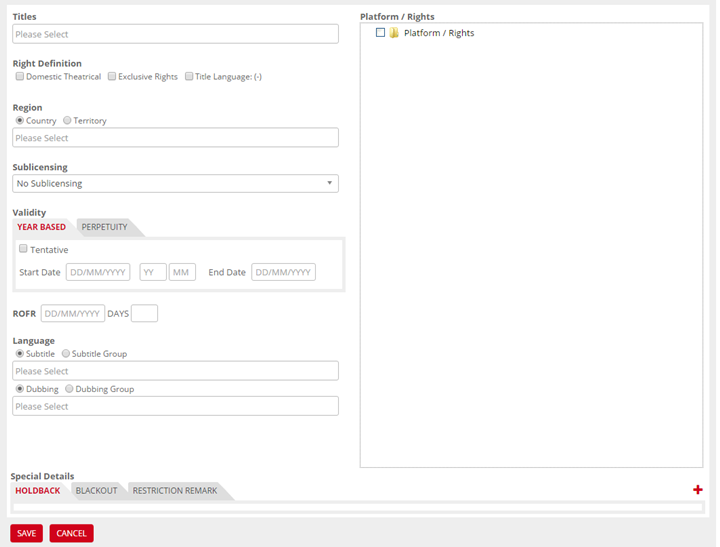 Titles
Please Select
Right Definition
Domestic Theatrical Exclusive Rights Title Language: (-)
Region
Country Territory
Please Select
Sublicensing
No Sublicensing
Validity
YEAR BASED PERPETUITY
Tentative
Start Date DD/MM/YYYY YY MM End Date DD/MM/YYYY
ROFR DD/MM/YYYY DAYS
Language
Subtitle Subtitle Group
Please Select
Dubbing Dubbing Group
Please Select
Platform / Rights
Platform / Rights
Special Details
HOLDBACK BLACKOUT RESTRICTION REMARK
SAVE CANCEL